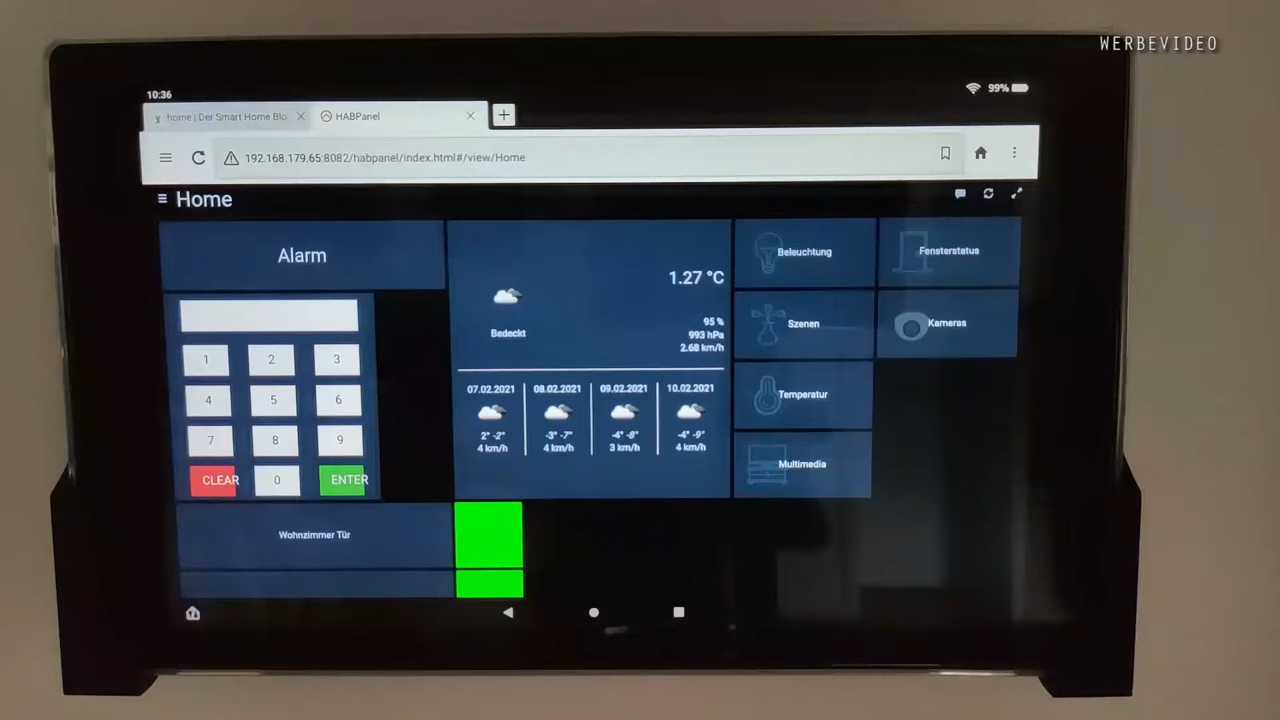 WERBEVIDEO
10:36
99%
home | Der Smart Home Blo
HABPanel
192.168.179.65:8082/habpanel/index.html#/view/Home
Home
Alarm
1
2
3
4
5
6
7
8
9
CLEAR
0
ENTER
Wohnzimmer Tür
1.27 °C
Bedeckt
95 %
993 hPa
2.68 km/h
07.02.2021
08.02.2021
09.02.2021
10.02.2021
2° -2°
-3° -7°
-4° -8°
-4° -9°
4 km/h
4 km/h
3 km/h
4 km/h
Beleuchtung
Fensterstatus
Szenen
Kameras
Temperatur
Multimedia